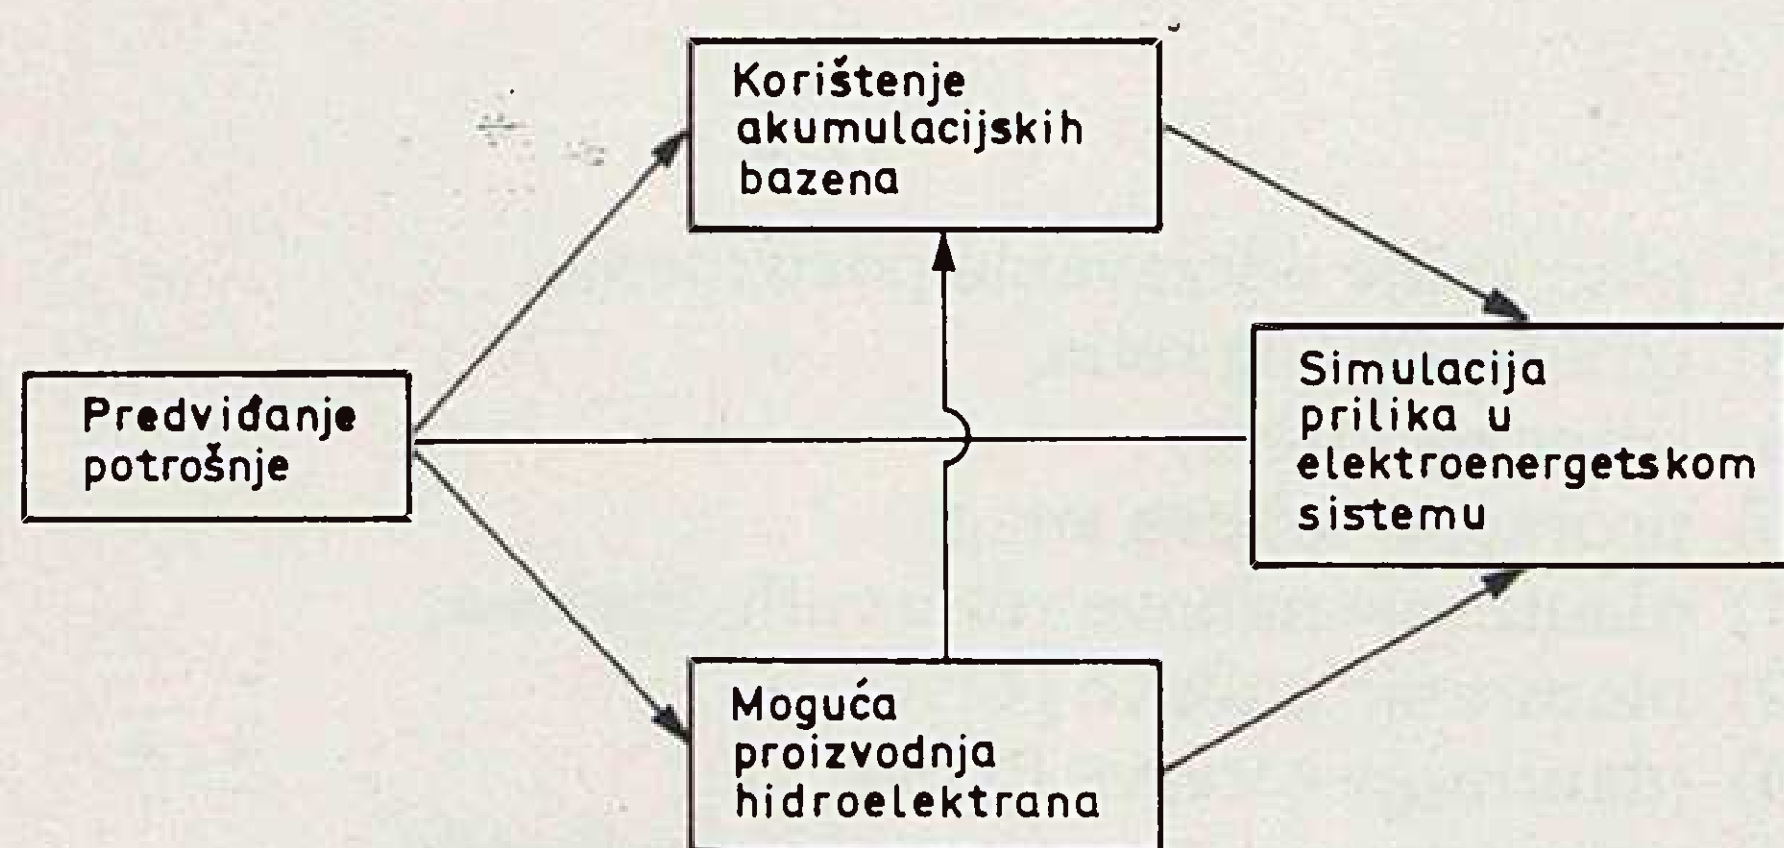 Korištenje
akumulacijskih
bazena
Predviđanje
potrošnje
Simulacija
prilika u
elektroenergetskom
sistemu
Moguća
proizvodnja
hidroelektrana